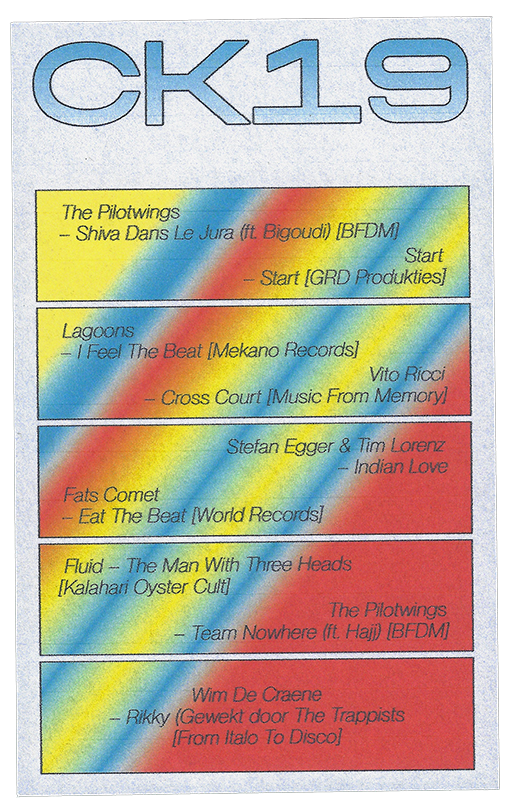 CK19
The Pilotwings
– Shiva Dans Le Jura (ft. Bigoudi) [BFDM]
Start
– Start [GRD Produkties]
Lagoons
– I Feel The Beat [Mekano Records]
Vito Ricci
– Cross Court [Music From Memory]
Stefan Egger & Tim Lorenz
– Indian Love
Fats Comet
– Eat The Beat [World Records]
Fluid – The Man With Three Heads
[Kalahari Oyster Cult]
The Pilotwings
– Team Nowhere (ft. Hajj) [BFDM]
Wim De Craene
– Rikky (Gewekt door The Trappists
[From Italo To Disco]